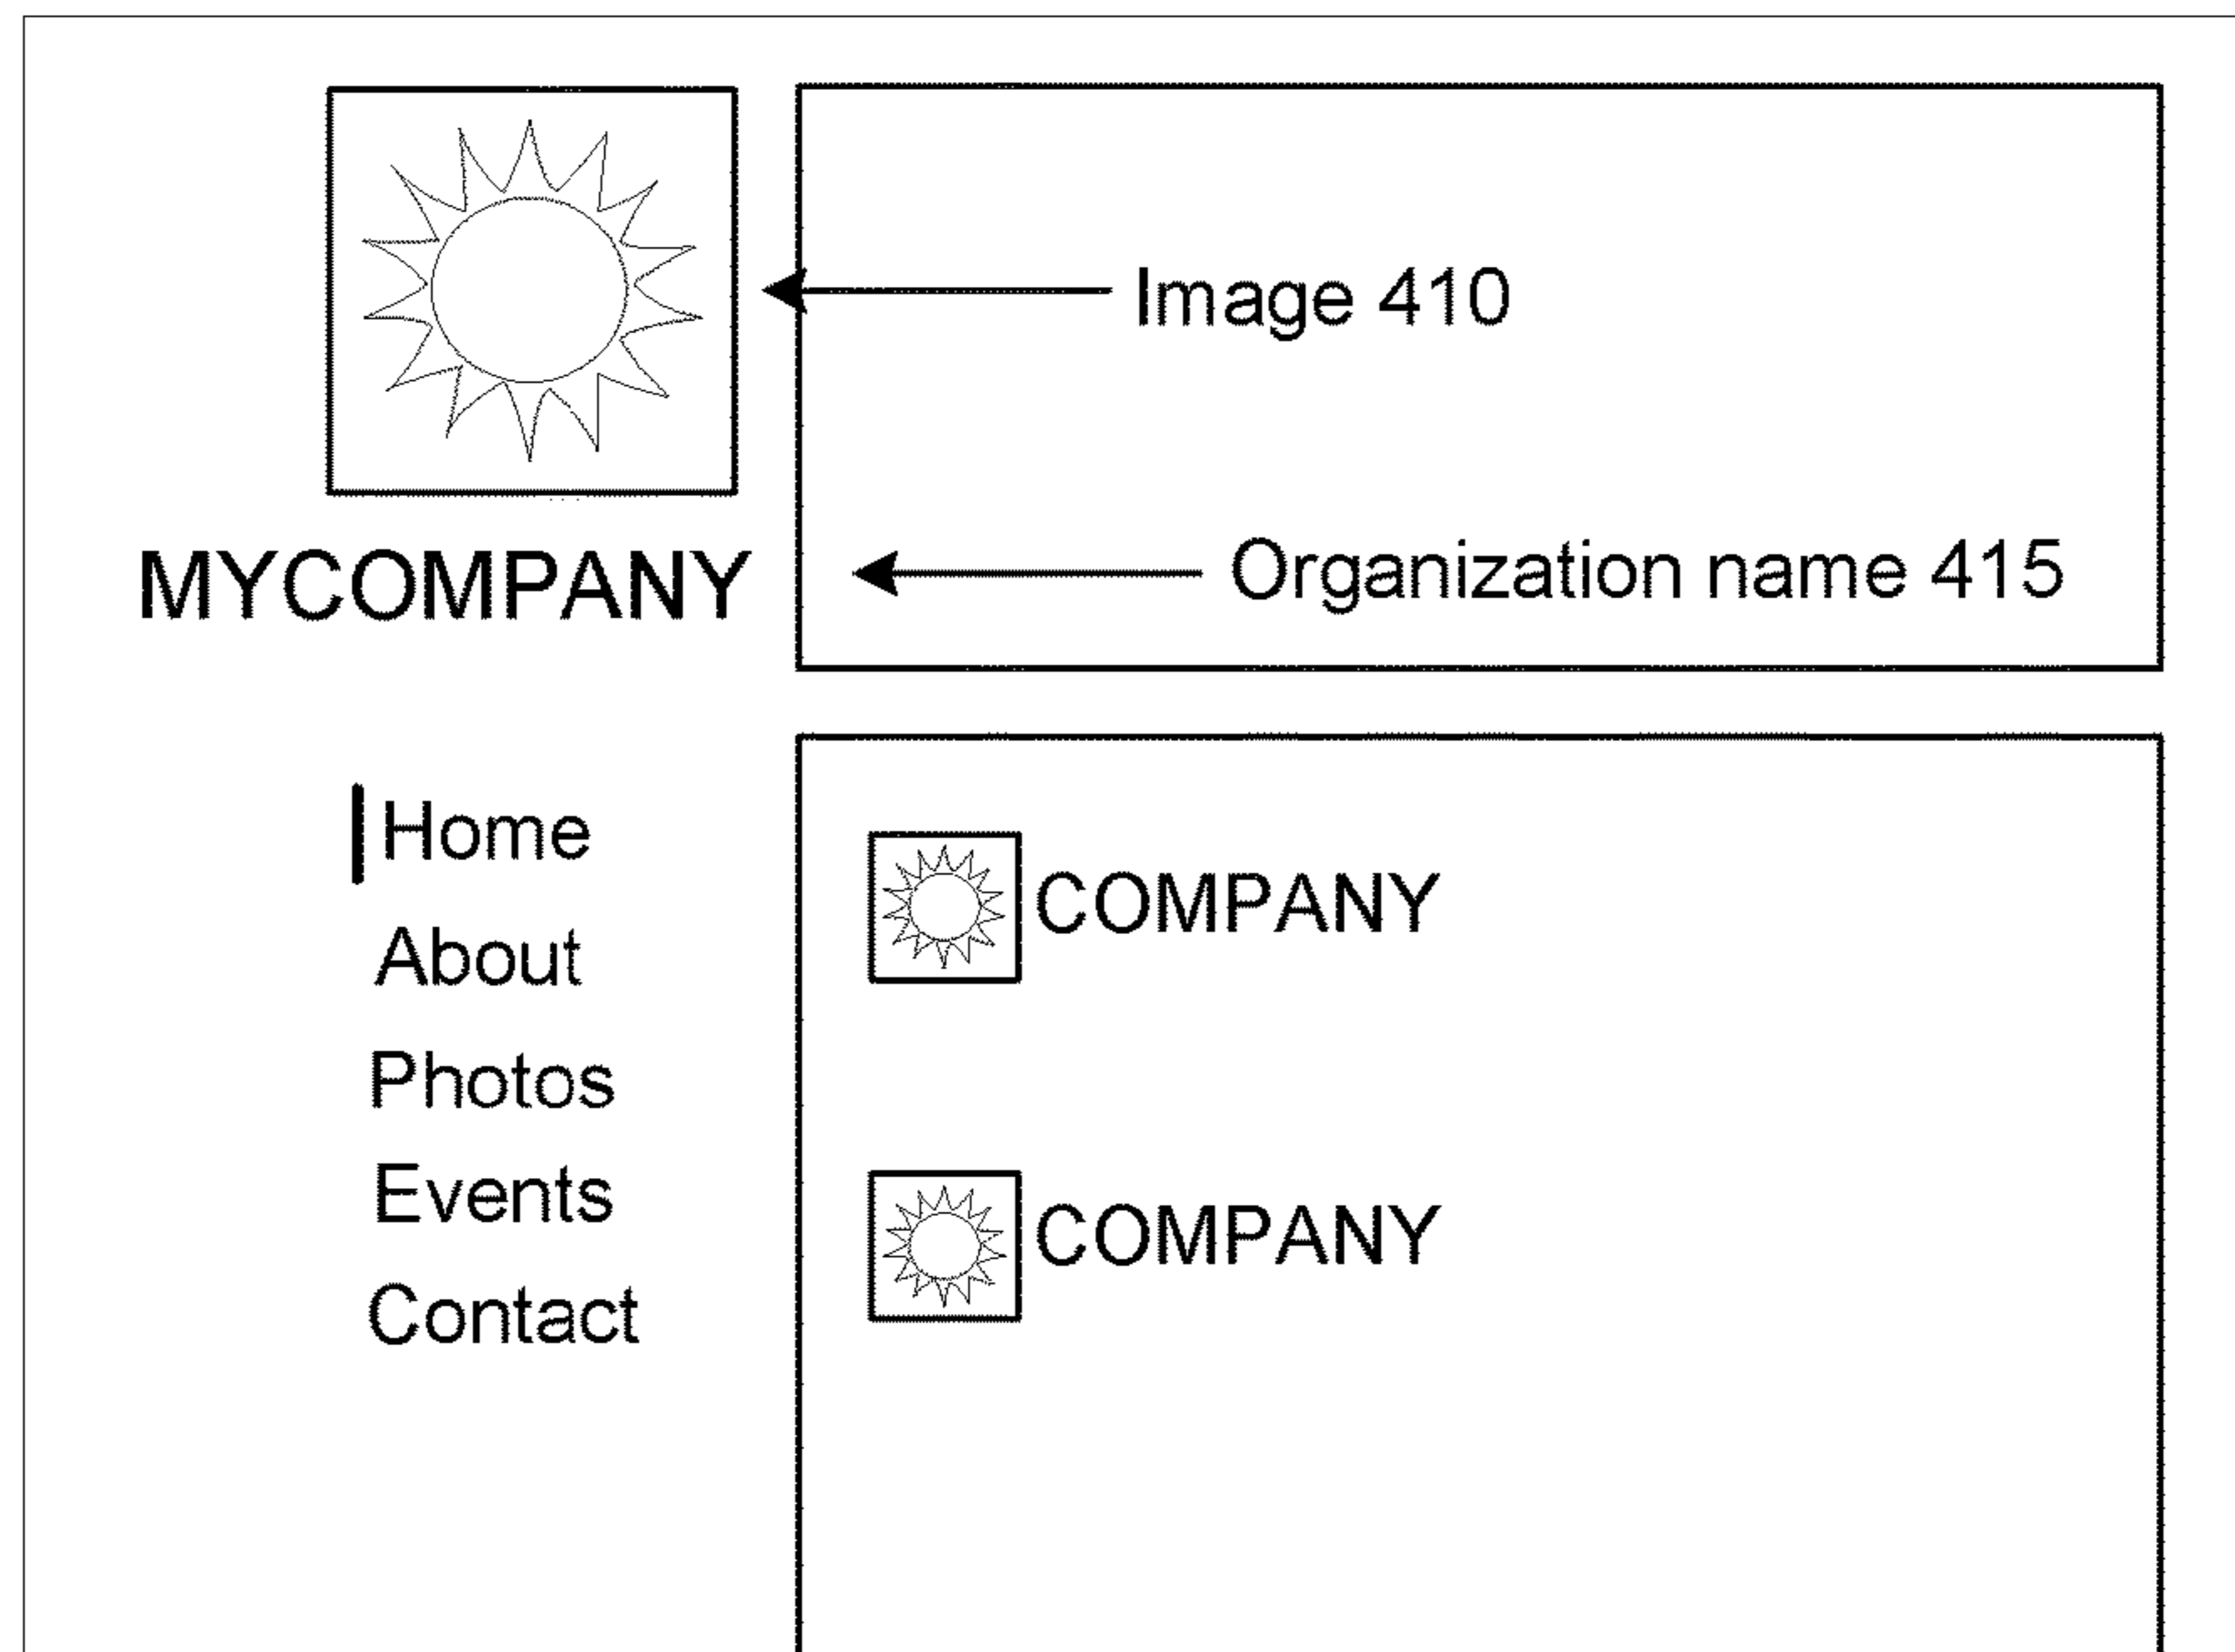 Image 410
MYCOMPANY
Organization name 415
Home
About
Photos
Events
Contact
COMPANY
COMPANY